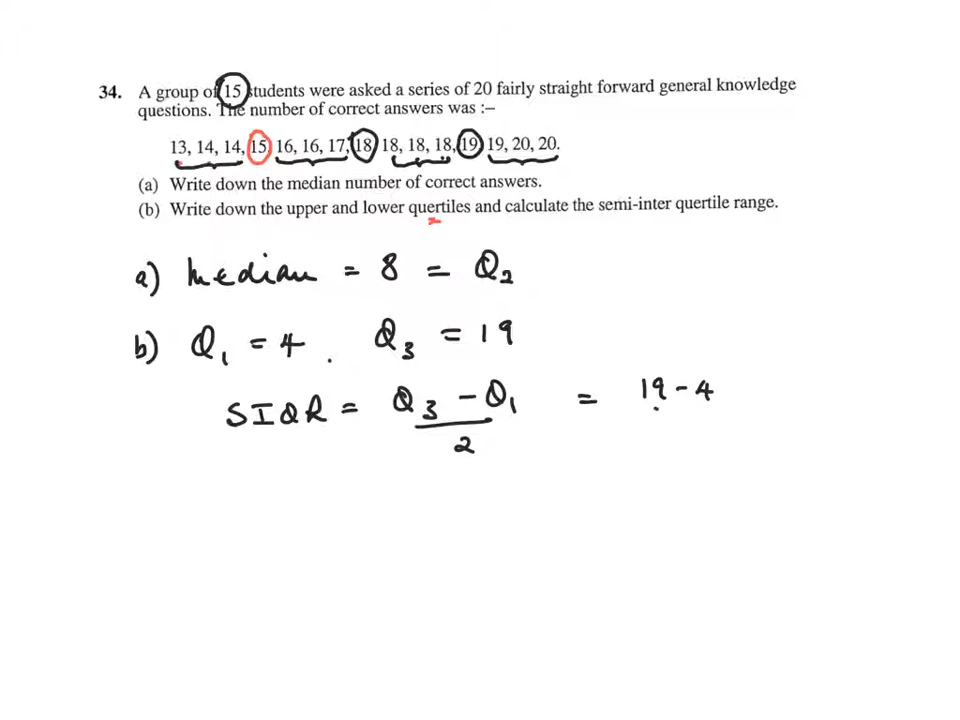 34. A group of 15 students were asked a series of 20 fairly straight forward general knowledge
questions. The number of correct answers was :–
13, 14, 14, 15 16, 16, 17, 18 18, 18, 18, 19 19, 20, 20.
(a) Write down the median number of correct answers.
(b) Write down the upper and lower quertiles and calculate the semi-inter quertile range.
a) median = 8 = Q2
b) Q1 = 4 . Q3 = 19
SIQR = Q3 - Q1 = 19 - 4
2